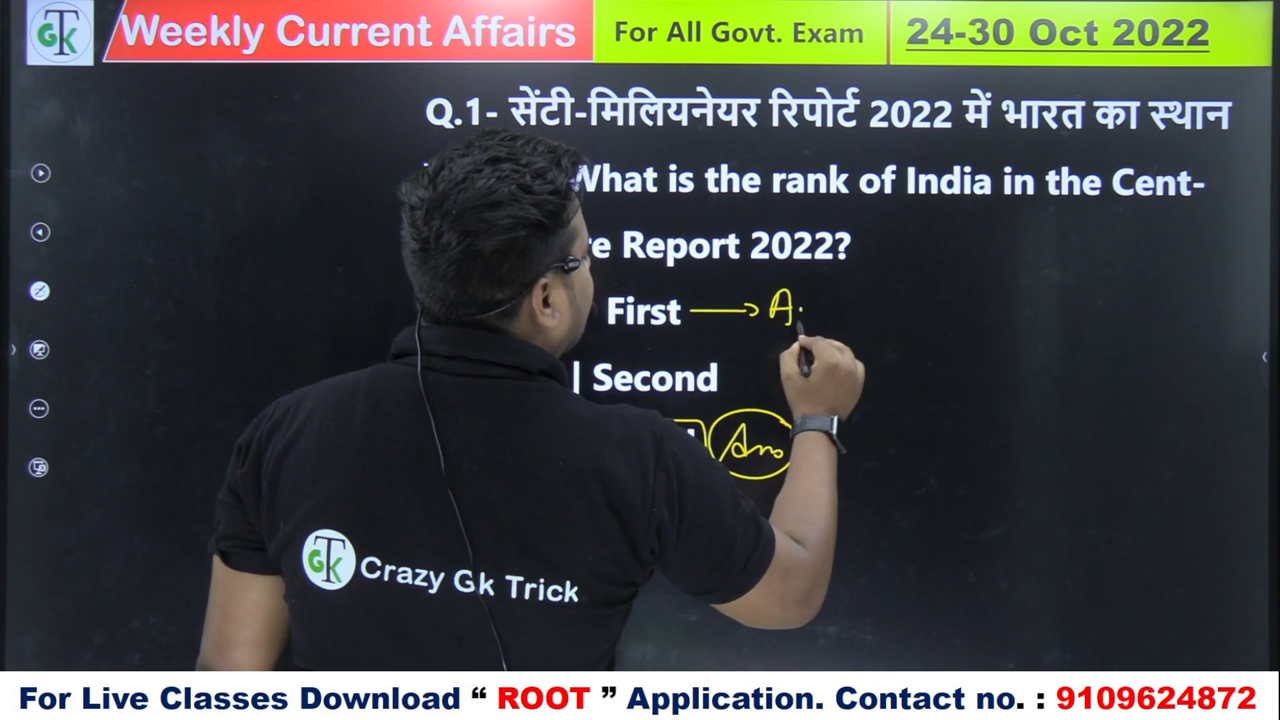 GTK Weekly Current Affairs For All Govt. Exam 24-30 Oct 2022
Q.1- सेंटी-मिलियनेयर रिपोर्ट 2022 में भारत का स्थान
What is the rank of India in the Cent-
Report 2022?
First → A
| Second
Ans
GTK Crazy Gk Trick
For Live Classes Download “ ROOT ” Application. Contact no. : 9109624872